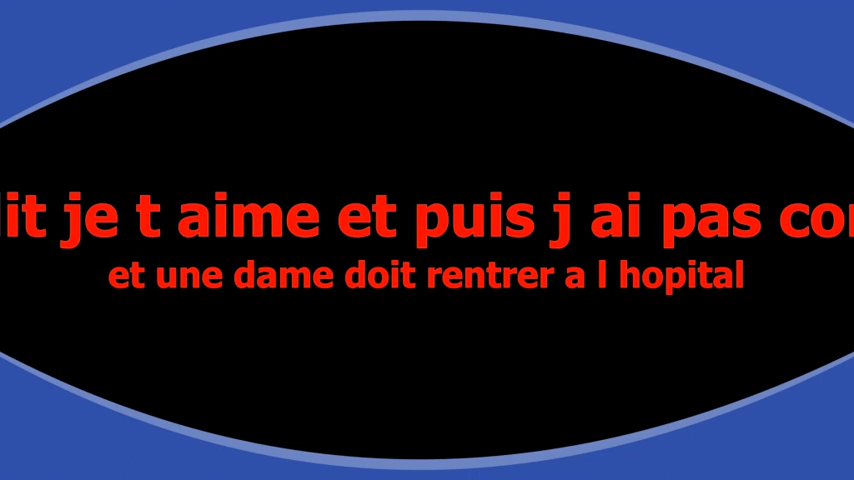 je t aime et puis j ai pas
et une dame doit rentrer a l hopital